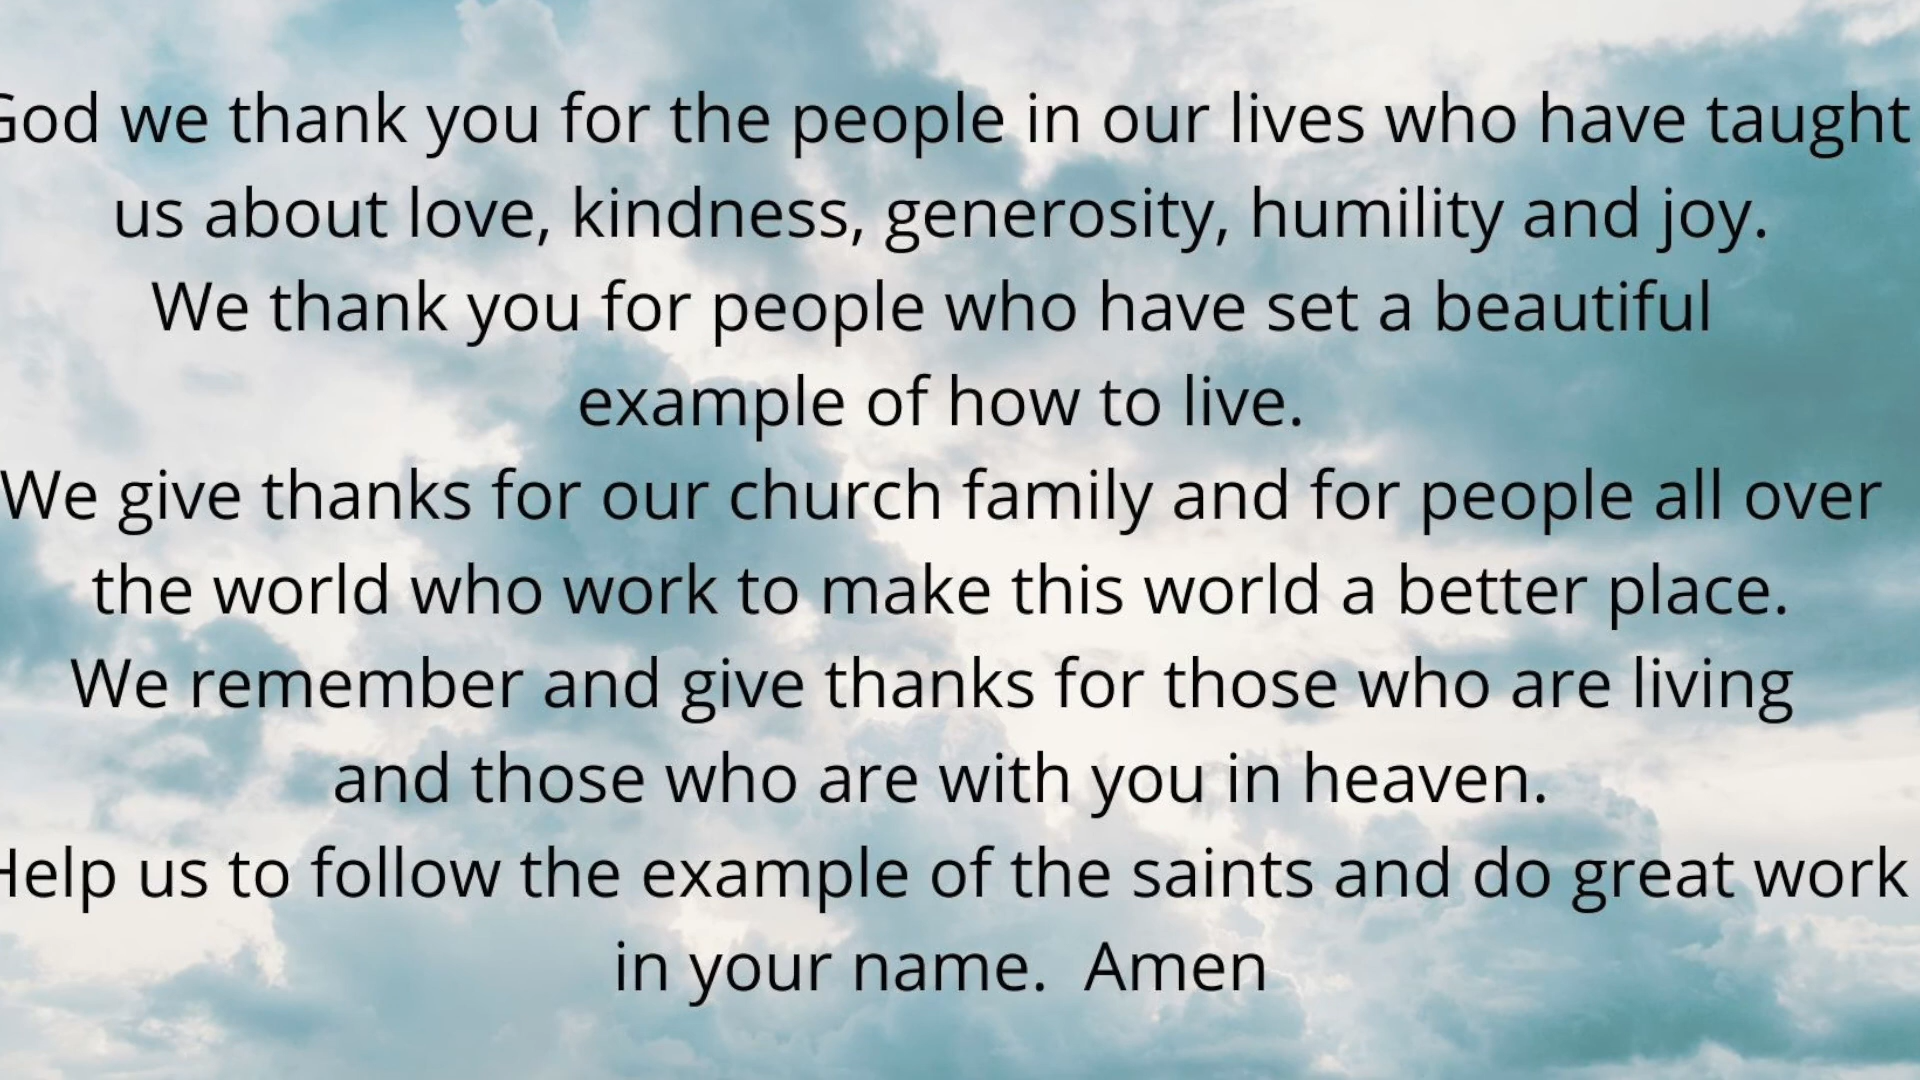 God we thank you for the people in our lives who have taught
us about love, kindness, generosity, humility and joy.
We thank you for people who have set a beautiful
example of how to live.
We give thanks for our church family and for people all over
the world who work to make this world a better place.
We remember and give thanks for those who are living
and those who are with you in heaven.
Help us to follow the example of the saints and do great work
in your name.  Amen